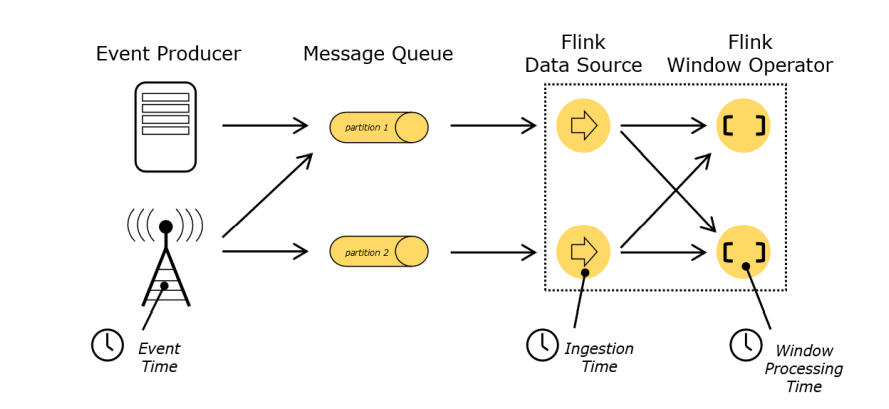 Event Producer
Message Queue
Flink
Data Source
Flink
Window Operator
partition 1
partition 2
Event
Time
Ingestion
Time
Window
Processing
Time